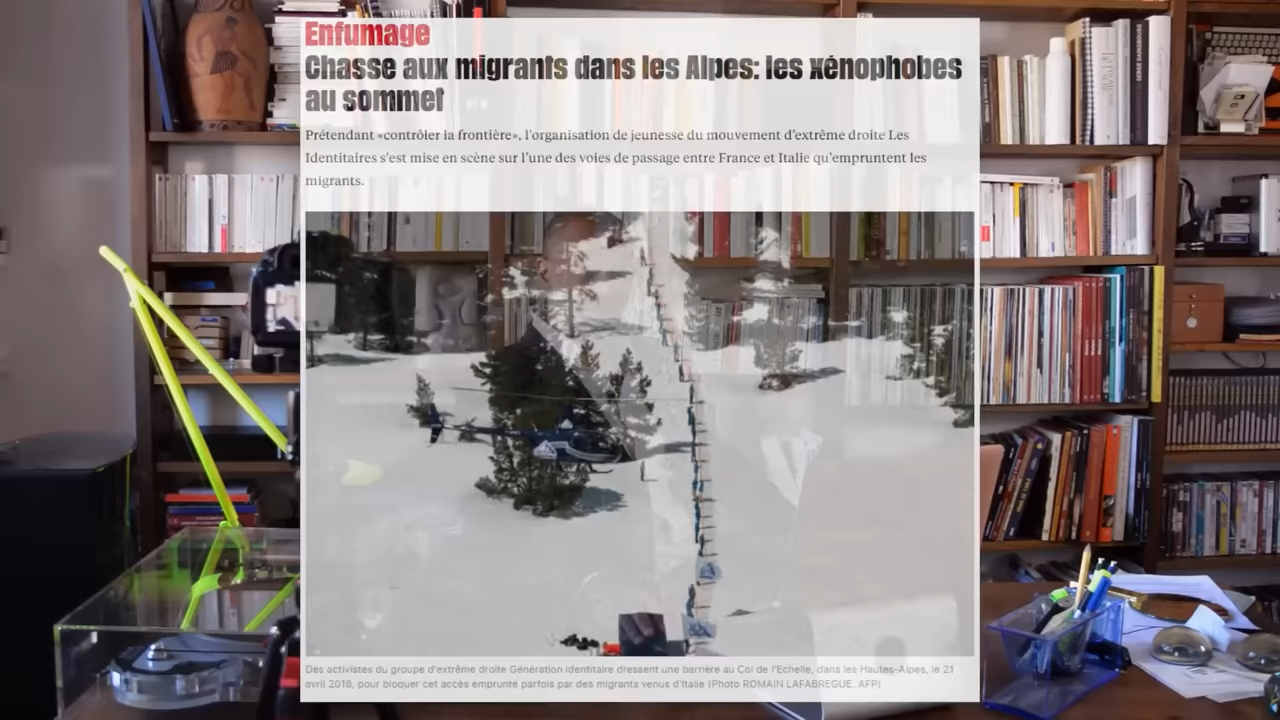 Enfumage
Chasse aux migrants dans les Alpes: les xénophobes
au sommet
Prétendant «contrôler la frontière», l'organisation de jeunesse du mouvement d'extrême droite Les
Identitaires s'est mise en scène sur l'une des voies de passage entre France et Italie qu'empruntent les
migrants.
Des activistes du groupe d'extrême droite Génération identitaire dressent une barrière au Col de l'Echelle, dans les Hautes-Alpes, le 21
avril 2018, pour bloquer cet accès emprunté parfois par des migrants venus d'Italie (Photo ROMAIN LAFABREGUE. AFP)